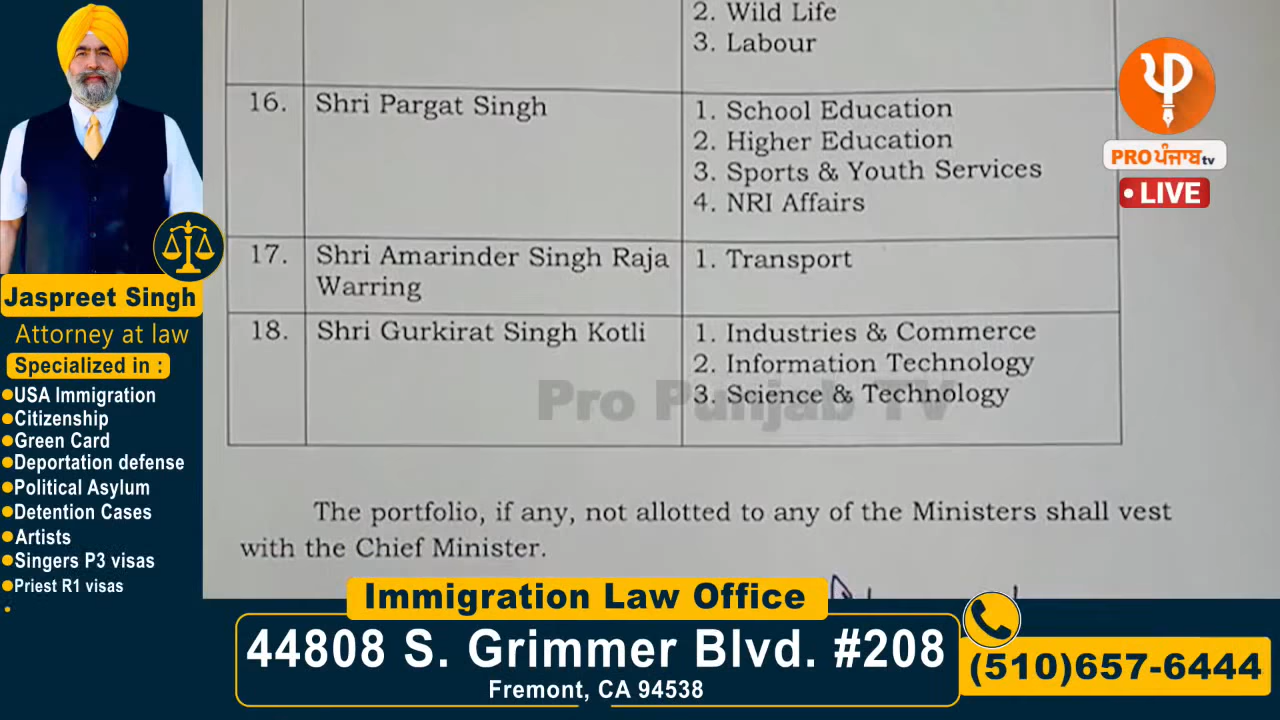 2. Wild Life
3. Labour
16. Shri Pargat Singh
1. School Education
2. Higher Education
3. Sports & Youth Services
4. NRI Affairs
17. Shri Amarinder Singh Raja
Warring
1. Transport
18. Shri Gurkirat Singh Kotli
1. Industries & Commerce
2. Information Technology
3. Science & Technology
Pro Punjab TV
The portfolio, if any, not allotted to any of the Ministers shall vest
with the Chief Minister.
PRO ਪੰਜਾਬ tv
• LIVE
Jaspreet Singh
Attorney at law
Specialized in :
USA Immigration
Citizenship
Green Card
Deportation defense
Political Asylum
Detention Cases
Artists
Singers P3 visas
Priest R1 visas
Immigration Law Office
44808 S. Grimmer Blvd. #208
Fremont, CA 94538
(510)657-6444